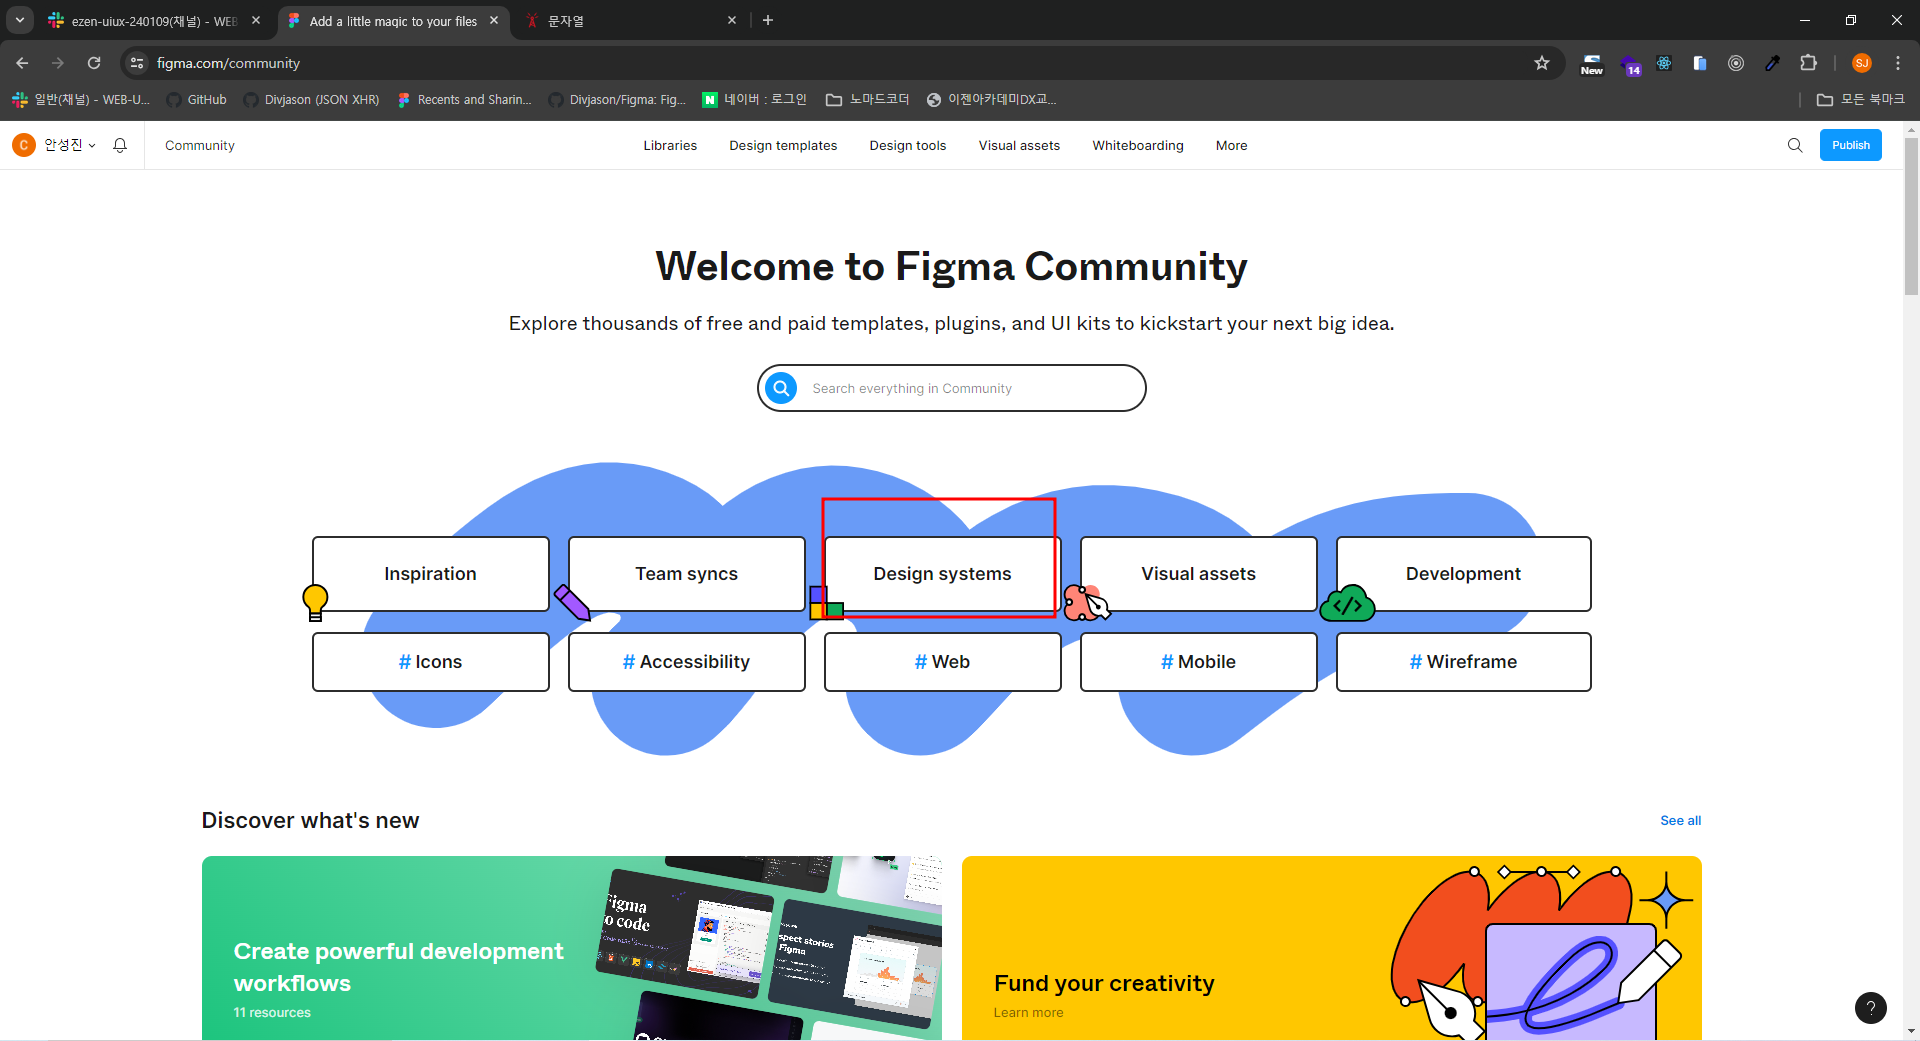 ezen-uiux-240109(채널) - WEB
Add a little magic to your files
문자열
figma.com/community
New
14
SJ
일반(채널) - WEB-U...
GitHub
Divjason (JSON XHR)
Recents and Sharin...
Divjason/Figma: Fig...
N 네이버 : 로그인
노마드코더
이젠아카데미DX교...
모든 북마크
C 안성진
Community
Libraries
Design templates
Design tools
Visual assets
Whiteboarding
More
Publish
Welcome to Figma Community
Explore thousands of free and paid templates, plugins, and UI kits to kickstart your next big idea.
Search everything in Community
Inspiration
Team syncs
Design systems
Visual assets
Development
</>
# Icons
# Accessibility
# Web
# Mobile
# Wireframe
Discover what's new
See all
Create powerful development
workflows
11 resources
Figma
o code
spect stories
Figma
Fund your creativity
Learn more
?